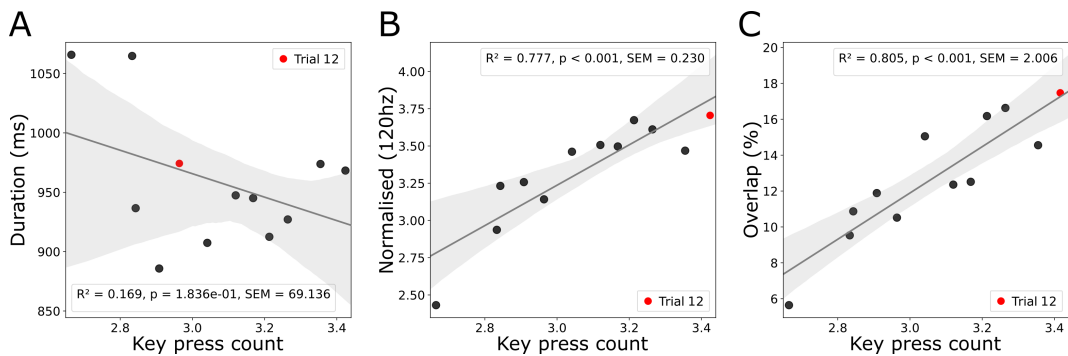 A
Duration (ms)
1050
1000
950
900
850
Trial 12
R² = 0.169, p = 1.836e-01, SEM = 69.136
2.8
3.0
3.2
3.4
Key press count
B
Normalised (120hz)
4.00
3.75
3.50
3.25
3.00
2.75
2.50
R² = 0.777, p < 0.001, SEM = 0.230
Trial 12
2.8
3.0
3.2
3.4
Key press count
C
Overlap (%)
20
18
16
14
12
10
8
6
R² = 0.805, p < 0.001, SEM = 2.006
Trial 12
2.8
3.0
3.2
3.4
Key press count